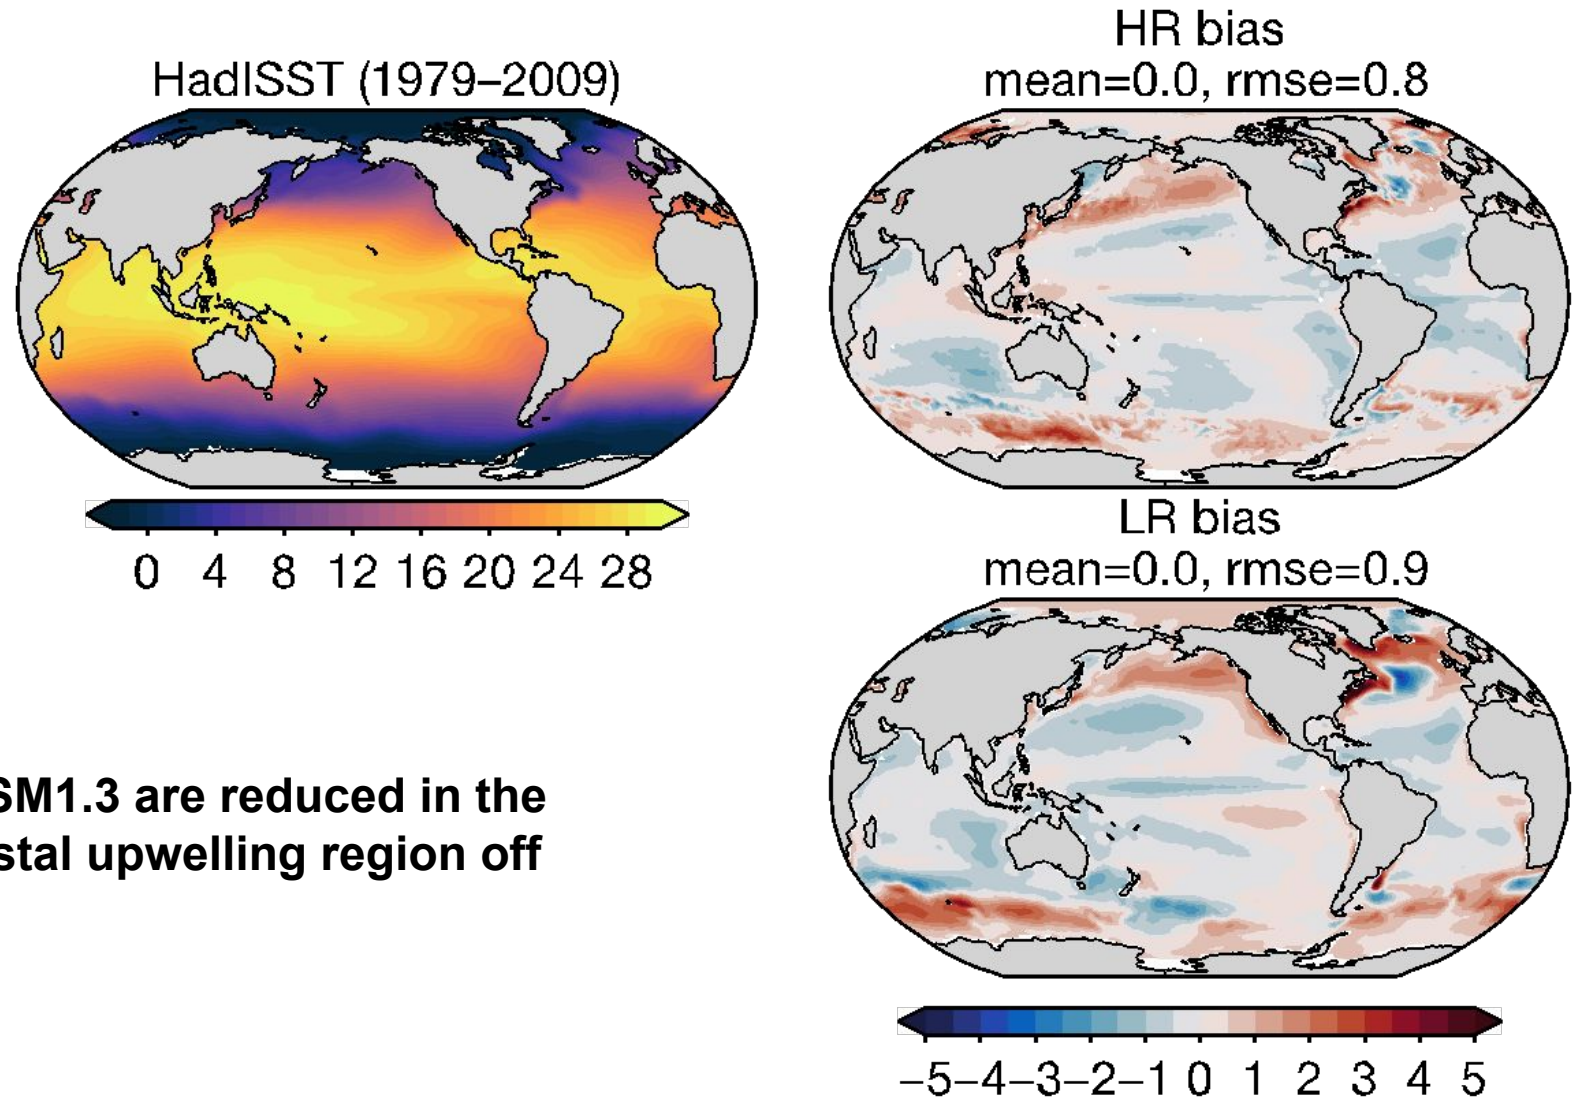 HadISST (1979–2009)
0 4 8 12 16 20 24 28
HR bias
mean=0.0, rmse=0.8
LR bias
mean=0.0, rmse=0.9
−5−4−3−2−1 0 1 2 3 4 5
SM1.3 are reduced in the
stal upwelling region off